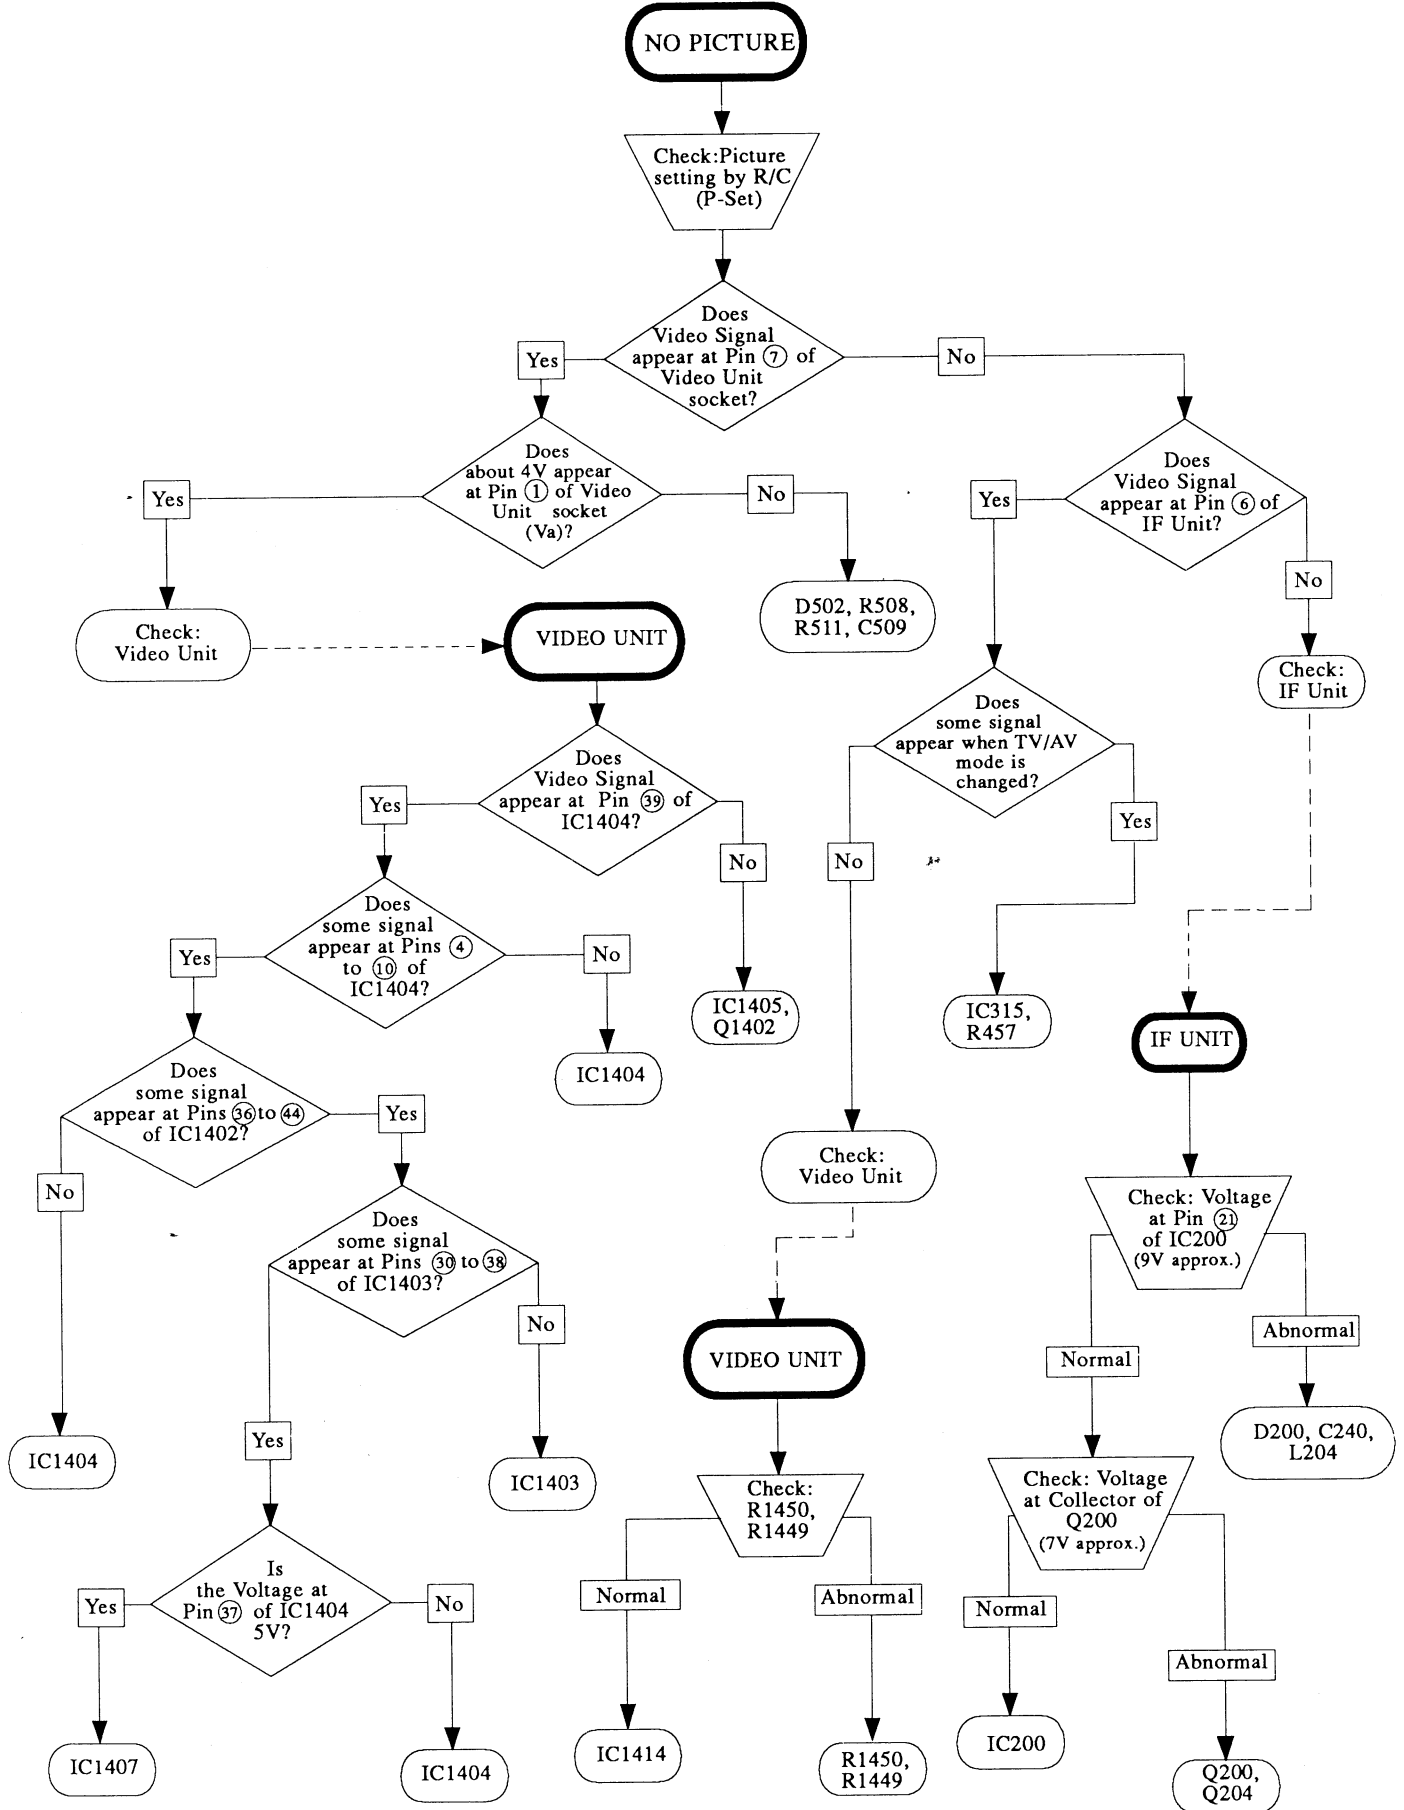 NO PICTURE
Check:Picture
setting by R/C
(P-Set)
Does
Video Signal
appear at Pin ⑦ of
Video Unit
socket?
Yes
No
Does
about 4V appear
at Pin ① of Video
Unit socket
(Va)?
Yes
No
Does
Video Signal
appear at Pin ⑥ of
IF Unit?
Yes
No
Check:
Video Unit
D502, R508,
R511, C509
VIDEO UNIT
Check:
IF Unit
Does
some signal
appear when TV/AV
mode is
changed?
No
Yes
Does
Video Signal
appear at Pin ㊴ of
IC1404?
Yes
No
Does
some signal
appear at Pins ④
to ⑩ of
IC1404?
Yes
No
IC1405,
Q1402
IC315,
R457
IF UNIT
IC1404
Does
some signal
appear at Pins ㊱ to ㊹
of IC1402?
No
Yes
Check:
Video Unit
Does
some signal
appear at Pins ㉚ to ㊳
of IC1403?
Yes
No
Check: Voltage
at Pin ㉑
of IC200
(9V approx.)
Normal
Abnormal
VIDEO UNIT
IC1404
IC1403
D200, C240,
L204
Check:
R1450,
R1449
Normal
Abnormal
Check: Voltage
at Collector of
Q200
(7V approx.)
Normal
Abnormal
Is
the Voltage at
Pin ㊲ of IC1404
5V?
Yes
No
IC1407
IC1404
IC1414
R1450,
R1449
IC200
Q200,
Q204